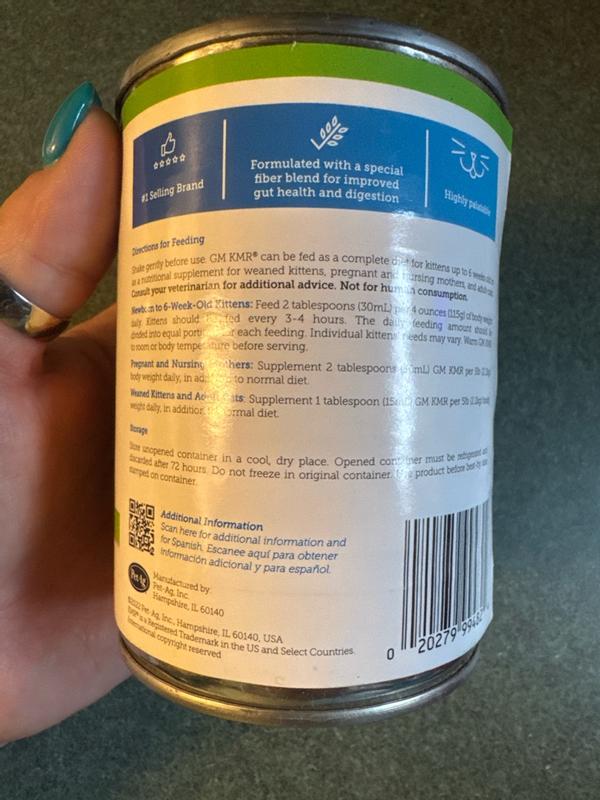 #1 Selling Brand
Formulated with a special
fiber blend for improved
gut health and digestion
Highly palatable
Directions for Feeding
Shake gently before use. GM KMR® can be fed as a complete diet for kittens up to 6 weeks old or
as a nutritional supplement for weaned kittens, pregnant and nursing mothers, and adult cats.
Consult your veterinarian for additional advice. Not for human consumption.
Newborn to 6-Week-Old Kittens: Feed 2 tablespoons (30mL) per 4 ounces (115g) of body weight
daily. Kittens should be fed every 3-4 hours. The daily feeding amount should be
divided into equal portions for each feeding. Individual kittens needs may vary. Warm GM KMR
to room or body temperature before serving.
Pregnant and Nursing Mothers: Supplement 2 tablespoons (30mL) GM KMR per 5lb
body weight daily, in addition to normal diet.
Weaned Kittens and Adult Cats: Supplement 1 tablespoon (15mL) GM KMR per 5lb (2.3kg) body
weight daily, in addition to normal diet.
Storage
Store unopened container in a cool, dry place. Opened container must be refrigerated and
discarded after 72 hours. Do not freeze in original container. Use product before best-by date
stamped on container.
Additional Information
Scan here for additional information and
for Spanish. Escanee aquí para obtener
información adicional y para español.
Pet-Ag
Manufactured by:
Pet-Ag, Inc.
Hampshire, IL 60140
©2022 Pet-Ag, Inc., Hampshire, IL 60140, USA
KMR® is a Registered Trademark in the US and Select Countries.
International copyright reserved
0 20279 99482